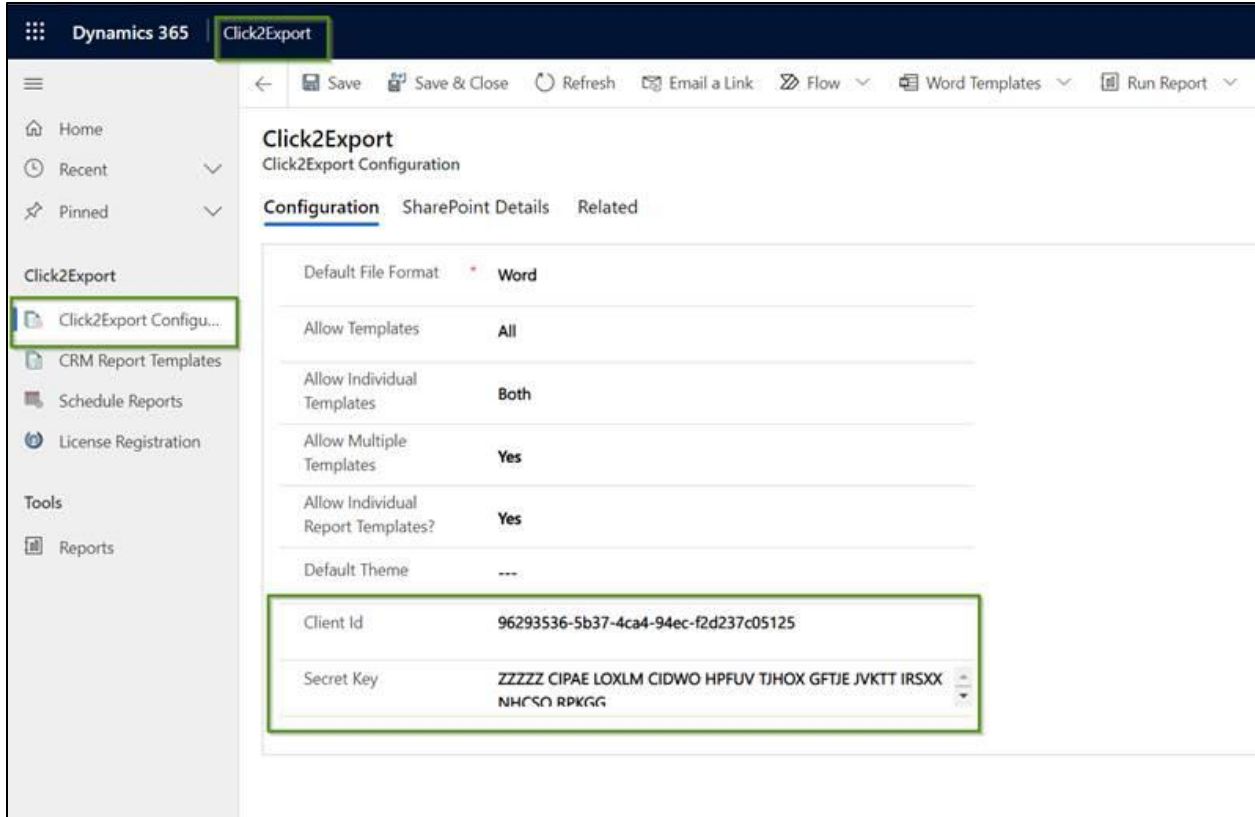 Dynamics 365 Click2Export
Save Save & Close Refresh Email a Link Flow Word Templates Run Report
Home
Recent
Pinned
Click2Export
Click2Export Configu...
CRM Report Templates
Schedule Reports
License Registration
Tools
Reports
Click2Export
Click2Export Configuration
Configuration SharePoint Details Related
Default File Format * Word
Allow Templates All
Allow Individual
Templates Both
Allow Multiple
Templates Yes
Allow Individual
Report Templates? Yes
Default Theme ---
Client Id 96293536-5b37-4ca4-94ec-f2d237c05125
Secret Key ZZZZZ CIPAE LOXLM CIDWO HPFUV TJHOX GFTJE JVKTT IRSXX
NHCSO RPKGG